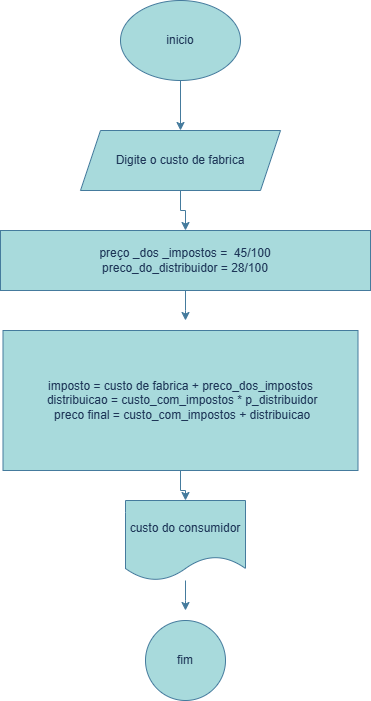 inicio
Digite o custo de fabrica
preço _dos _impostos =  45/100
preco_do_distribuidor = 28/100
imposto = custo de fabrica + preco_dos_impostos
distribuicao = custo_com_impostos * p_distribuidor
preco final = custo_com_impostos + distribuicao
custo do consumidor
fim